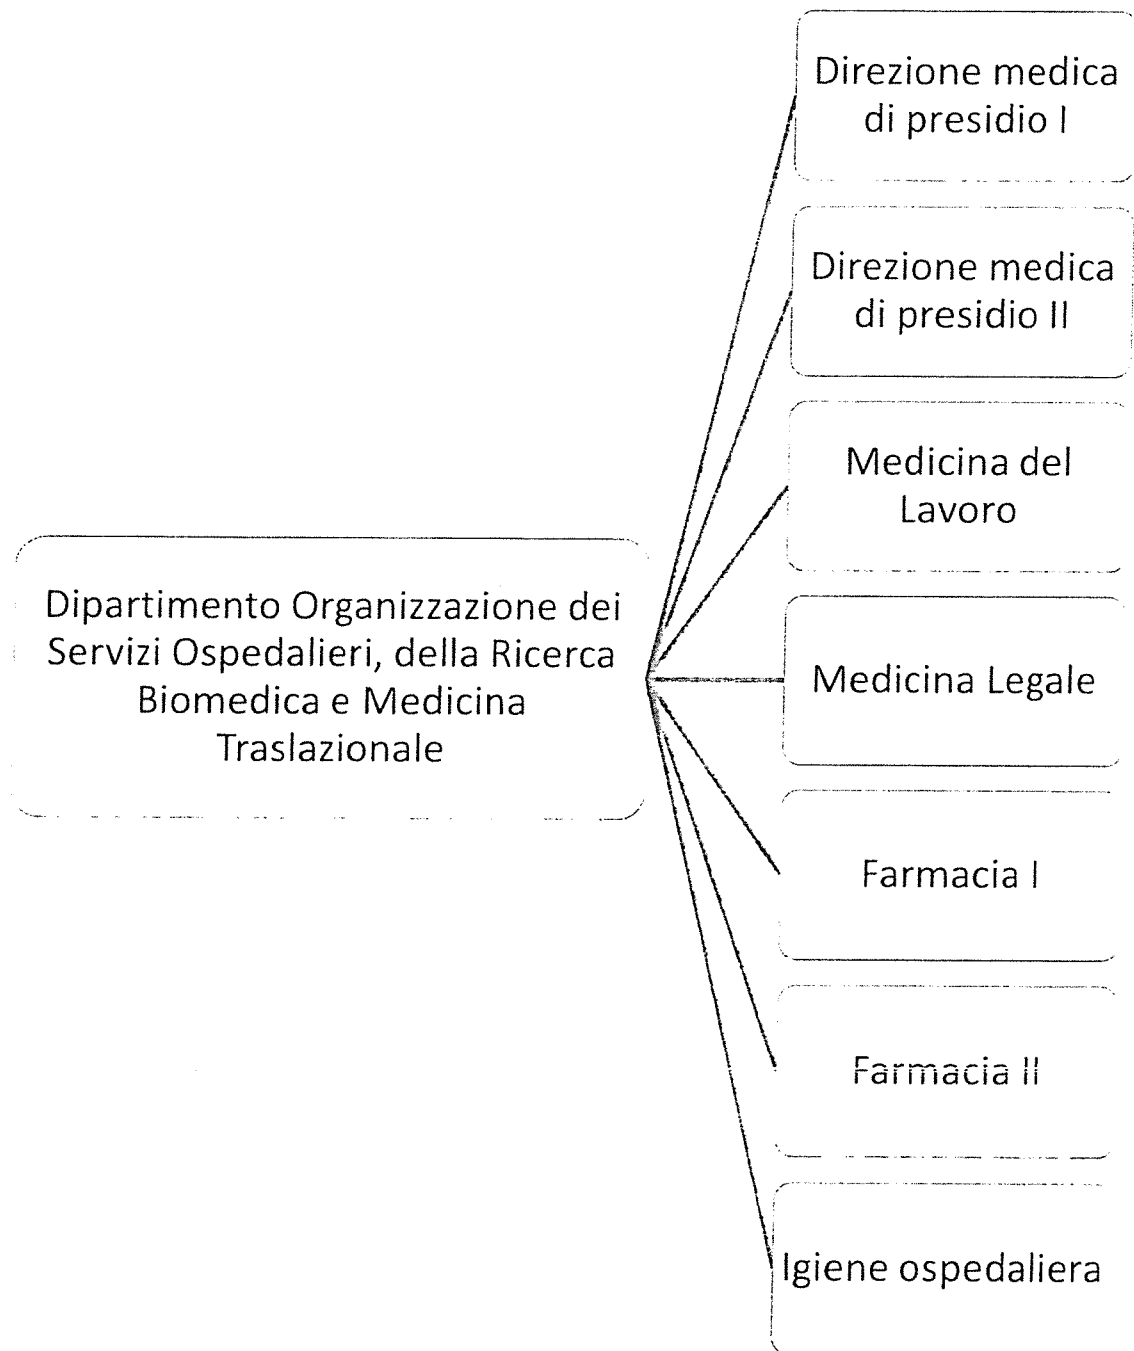 Direzione medica
di presidio I
Direzione medica
di presidio II
Medicina del
Lavoro
Dipartimento Organizzazione dei
Servizi Ospedalieri, della Ricerca
Biomedica e Medicina
Traslazionale
Medicina Legale
Farmacia I
Farmacia II
Igiene ospedaliera